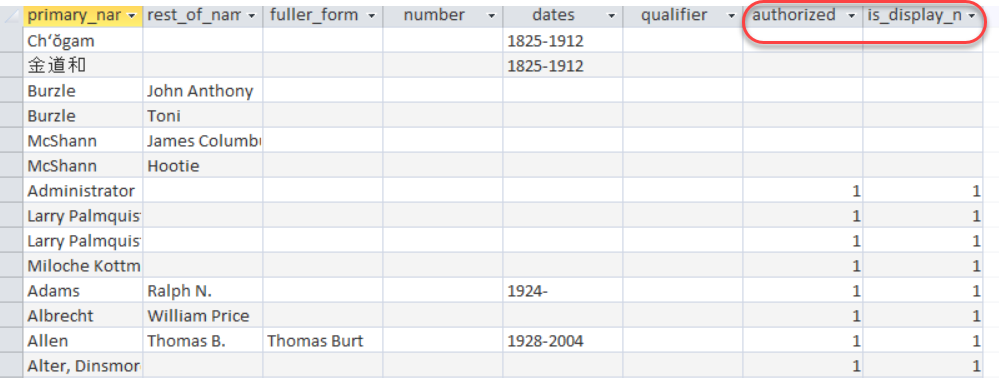 primary_nar rest_of_nam fuller_form number dates qualifier authorized is_display_n
Ch‘ŏgam 1825-1912
金道和 1825-1912
Burzle John Anthony
Burzle Toni
McShann James Columbu
McShann Hootie
Administrator 1 1
Larry Palmquis 1 1
Larry Palmquis 1 1
Miloche Kottm 1 1
Adams Ralph N. 1924- 1 1
Albrecht William Price 1 1
Allen Thomas B. Thomas Burt 1928-2004 1 1
Alter, Dinsmor 1 1